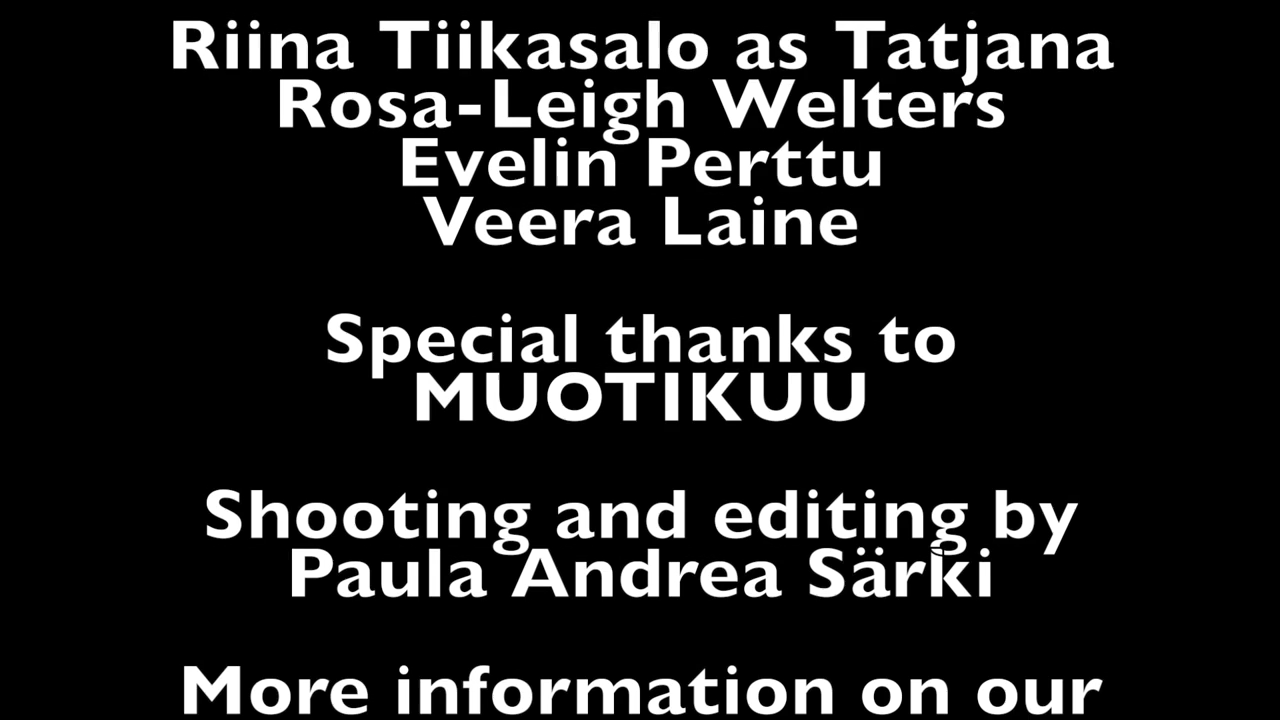 Riina Tiikasalo as Tatjana
Rosa-Leigh Welters
Evelin Perttu
Veera Laine
Special thanks to
MUOTIKUU
Shooting and editing by
Paula Andrea Särki
More information on our